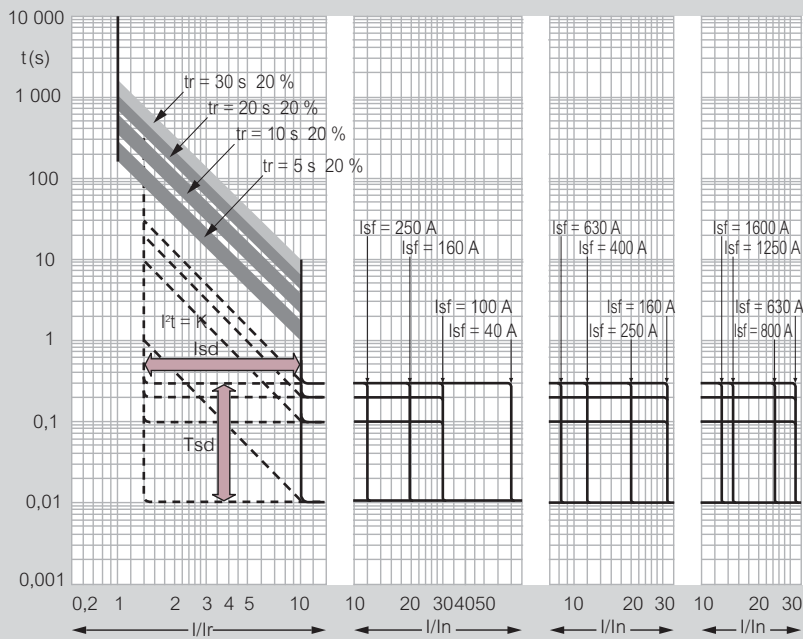 10 000
t(s)
1 000
100
10
1
0,1
0,01
0,001
tr = 30 s 20 %
tr = 20 s 20 %
tr = 10 s 20 %
tr = 5 s 20 %
I²t = K
Isd
Tsd
Isf = 250 A
Isf = 160 A
Isf = 100 A
Isf = 40 A
Isf = 630 A
Isf = 400 A
Isf = 160 A
Isf = 250 A
Isf = 1600 A
Isf = 1250 A
Isf = 630 A
Isf = 800 A
0,2 1 2 3 4 5 10
10 20 30 40 50
10 20 30
10 20 30
I/Ir
I/In
I/In
I/In